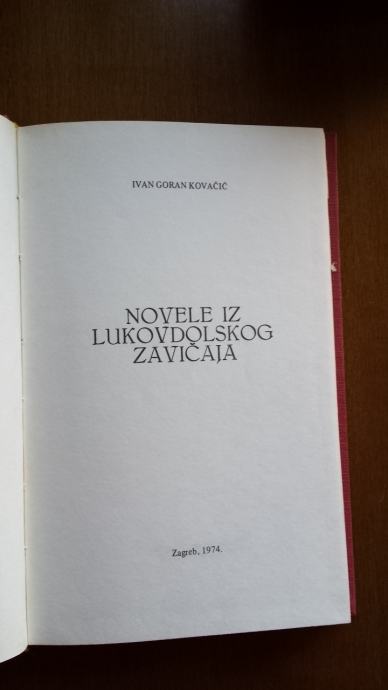 IVAN GORAN KOVAČIĆ
NOVELE IZ
LUKOVDOLSKOG
ZAVIČAJA
Zagreb, 1974.